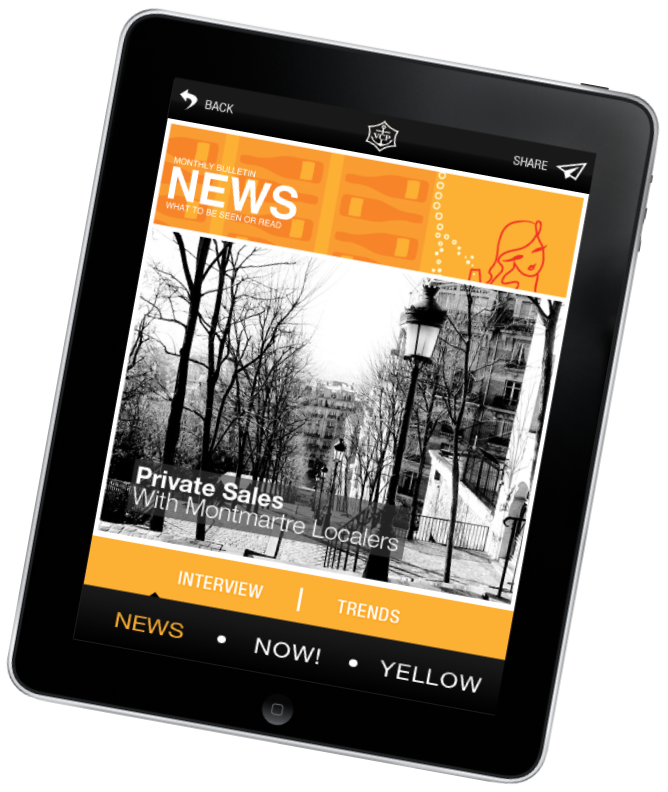 BACK
VCP
SHARE
MONTHLY BULLETIN
NEWS
WHAT TO BE SEEN OR READ
Private Sales
With Montmartre Localers
INTERVIEW | TRENDS
NEWS • NOW! • YELLOW